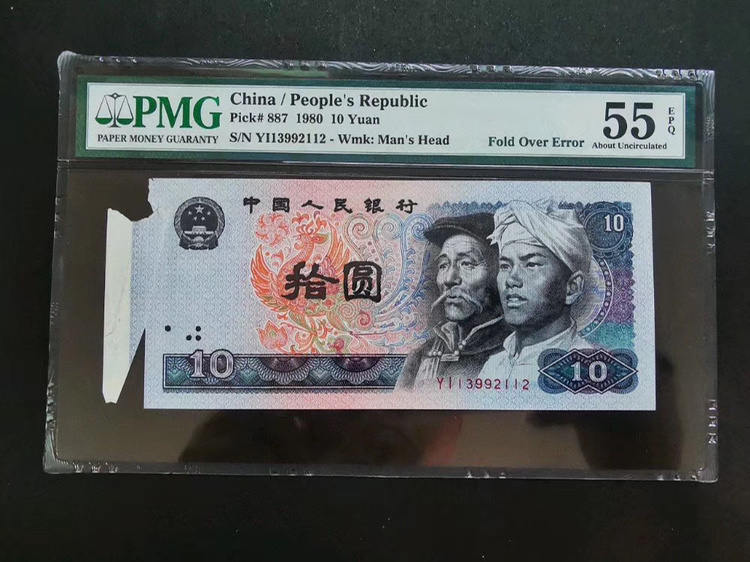 PMG
PAPER MONEY GUARANTY
China / People's Republic
Pick# 887 1980 10 Yuan
S/N YI13992112 - Wmk: Man's Head
Fold Over Error
55
EPQ
About Uncirculated
中国人民银行
10
拾圆
10
YI13992112
10